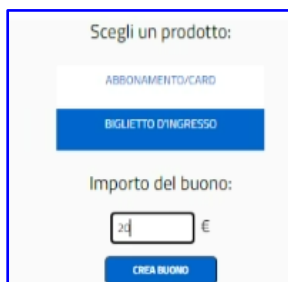 Scegli un prodotto:
ABBONAMENTO/CARD
BIGLIETTO D'INGRESSO
Importo del buono:
20 €
CREA BUONO